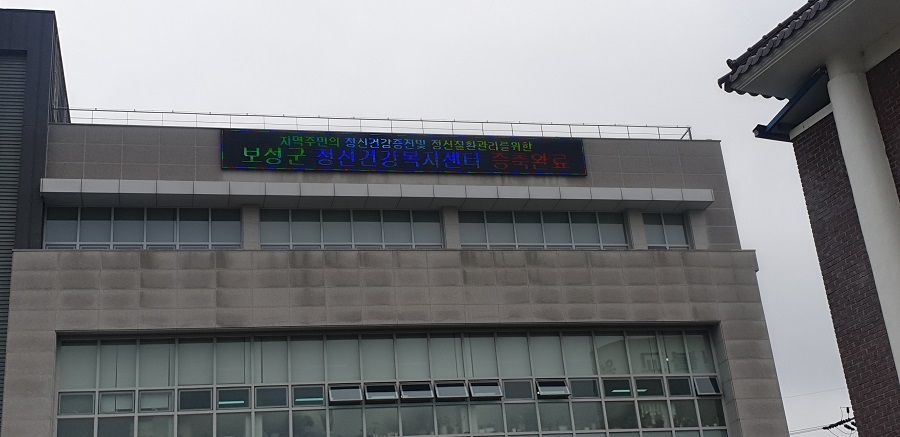 지역주민의 정신건강증진및 정신질환관리를위한
보성군 정신건강복지센터 증축완료